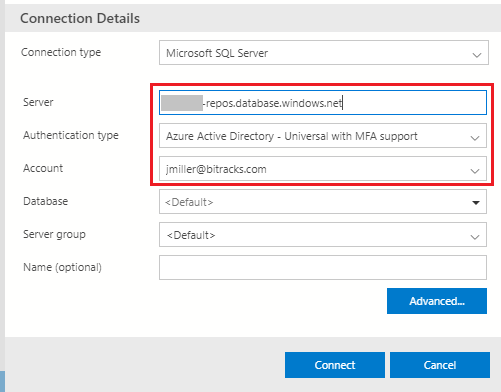 Connection Details
Connection type Microsoft SQL Server
Server -repos.database.windows.net
Authentication type Azure Active Directory - Universal with MFA support
Account jmiller@bitracks.com
Database <Default>
Server group <Default>
Name (optional)
Advanced...
Connect Cancel